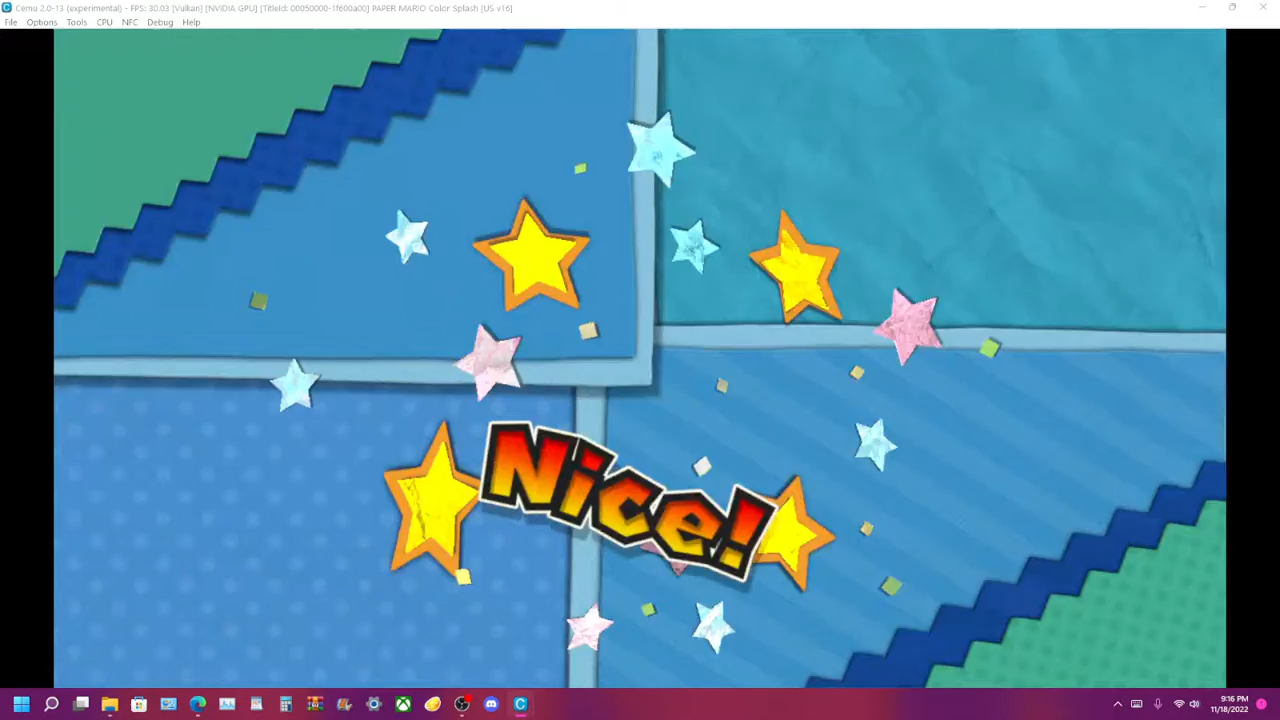 Cemu 2.0-13 (experimental) - FPS: 30.03 [Vulkan] [NVIDIA GPU] [TitleId: 00050000-1f600a00] PAPER MARIO Color Splash [US v16]
File Options Tools CPU NFC Debug Help
Nice!
9:16 PM
11/18/2022